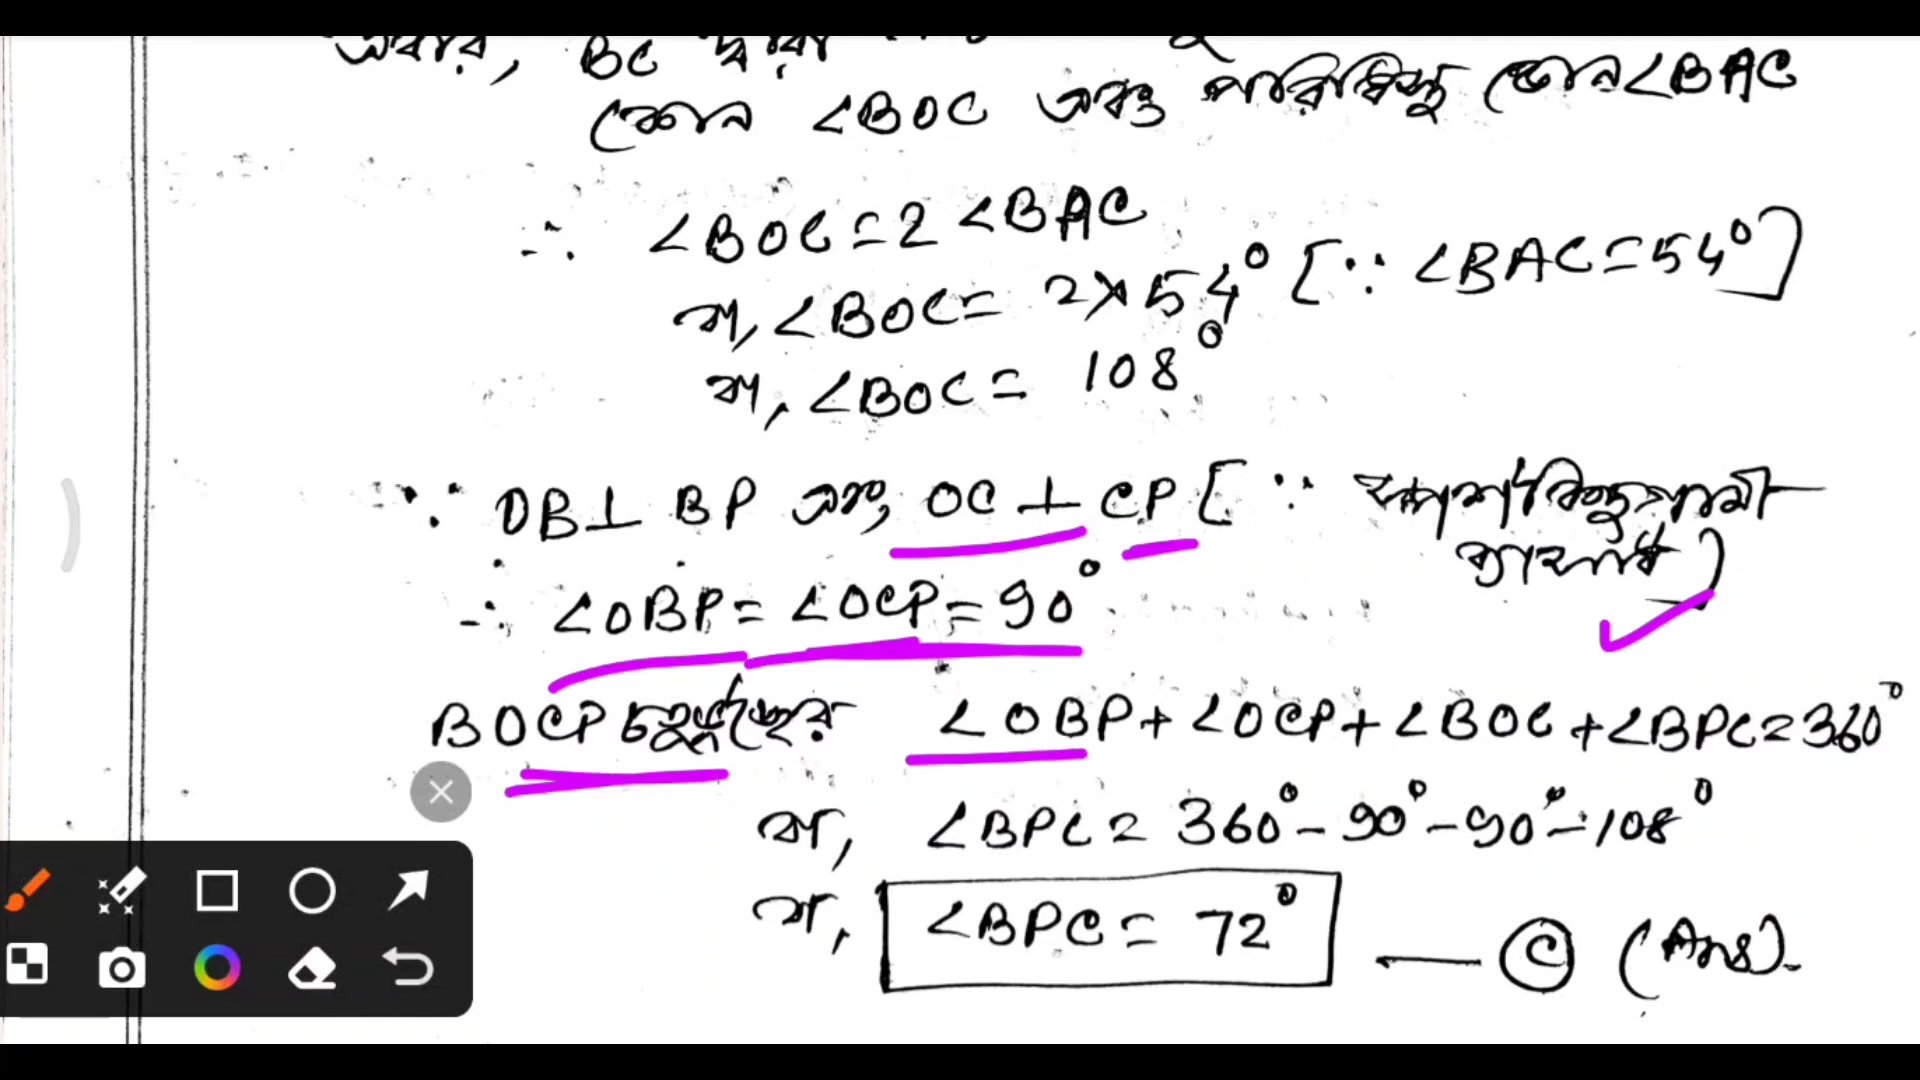 এবার, BC দ্বারা
কোন ∠BOC এবং পরিধিস্থ কোন ∠BAC
∴ ∠BOC = 2 ∠BAC
বা, ∠BOC = 2×54° [∵ ∠BAC = 54°]
বা, ∠BOC = 108°
∵ OB⊥ BP এবং OC ⊥ CP [∵ স্পর্শবিন্দুগামী
ব্যাসার্ধ]
∴ ∠OBP = ∠OCP = 90°
BOCP চতুর্ভুজের ∠OBP + ∠OCP + ∠BOC + ∠BPC = 360°
বা, ∠BPC = 360° - 90° - 90° - 108°
বা, ∠BPC = 72° — Ⓒ (Ans).